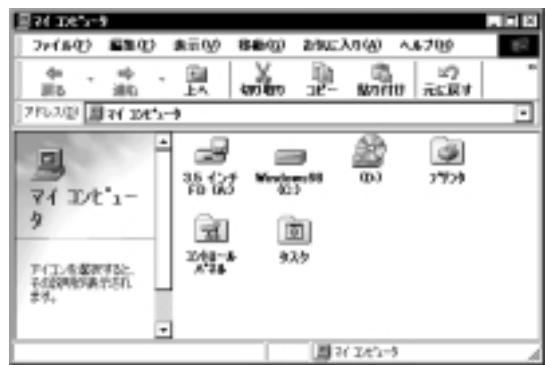 マイ コンピュータ
ファイル(F) 編集(E) 表示(V) 移動(G) お気に入り(A) ヘルプ(H)
戻る 進む 上へ 切り取り コピー 貼り付け 元に戻す
アドレス(D) マイ コンピュータ
マイ コンピュータ
アイコンを選択すると、
その説明が表示され
ます。
3.5 インチ FD (A:)
Windows98 (C:)
(D:)
プリンタ
コントロール パネル
タスク
マイ コンピュータ